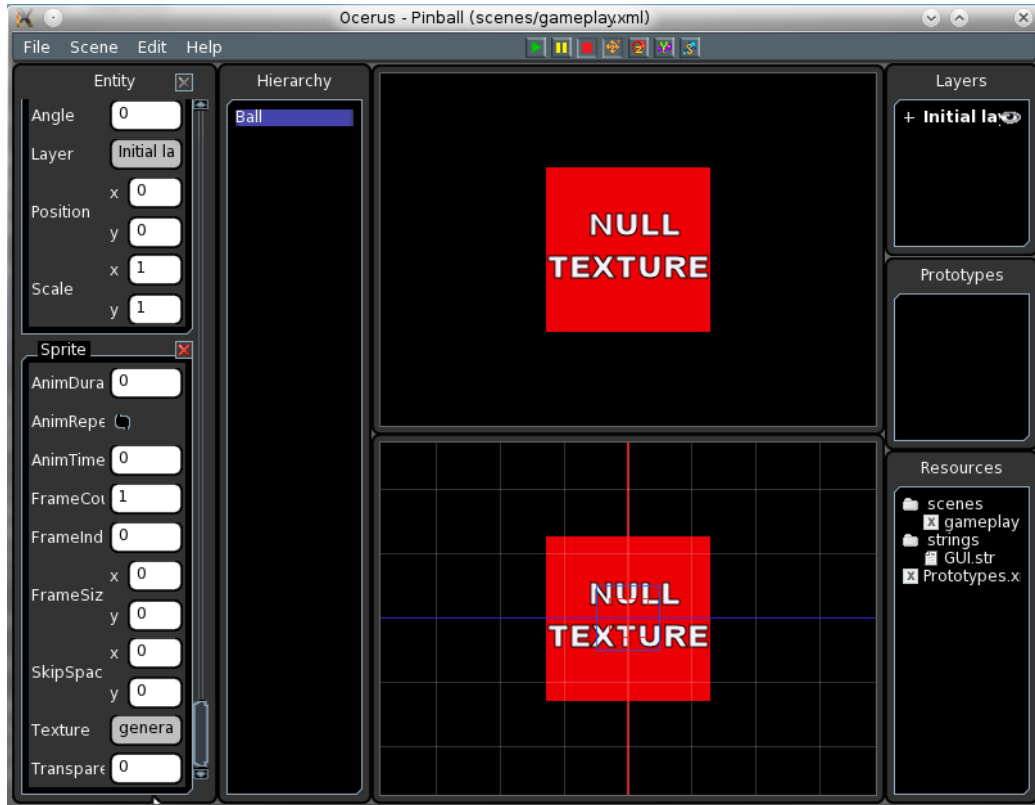 Ocerus - Pinball (scenes/gameplay.xml)
File Scene Edit Help
Entity
Angle 0
Layer Initial la
Position x 0
y 0
Scale x 1
y 1
Sprite
AnimDura 0
AnimRepe
AnimTime 0
FrameCou 1
FrameInd 0
FrameSiz x 0
y 0
SkipSpac x 0
y 0
Texture genera
Transpare 0
Hierarchy
Ball
NULL
TEXTURE
NULL
TEXTURE
Layers
+ Initial lay
Prototypes
Resources
scenes
gameplay
strings
GUI.str
Prototypes.x